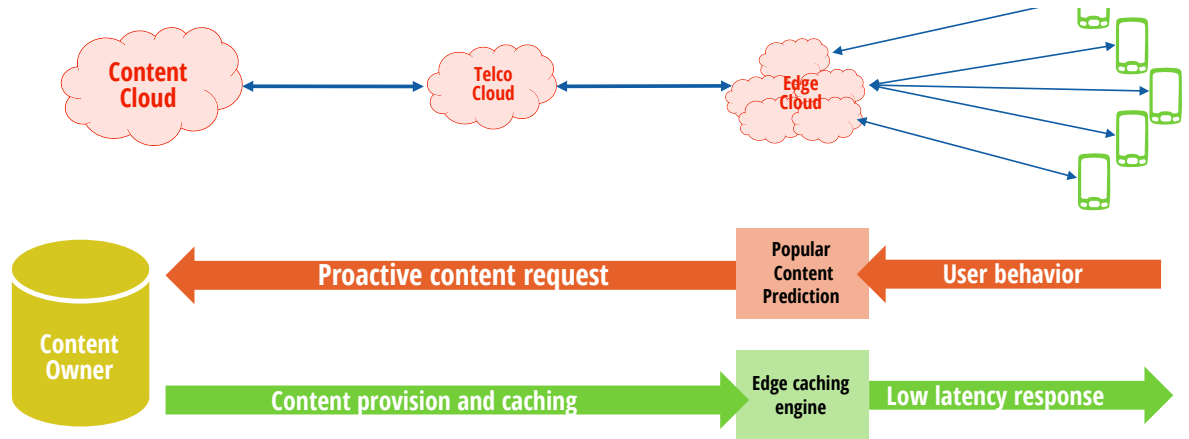 Content
Cloud
Telco
Cloud
Edge
Cloud
Proactive content request
Popular
Content
Prediction
User behavior
Content
Owner
Content provision and caching
Edge caching
engine
Low latency response